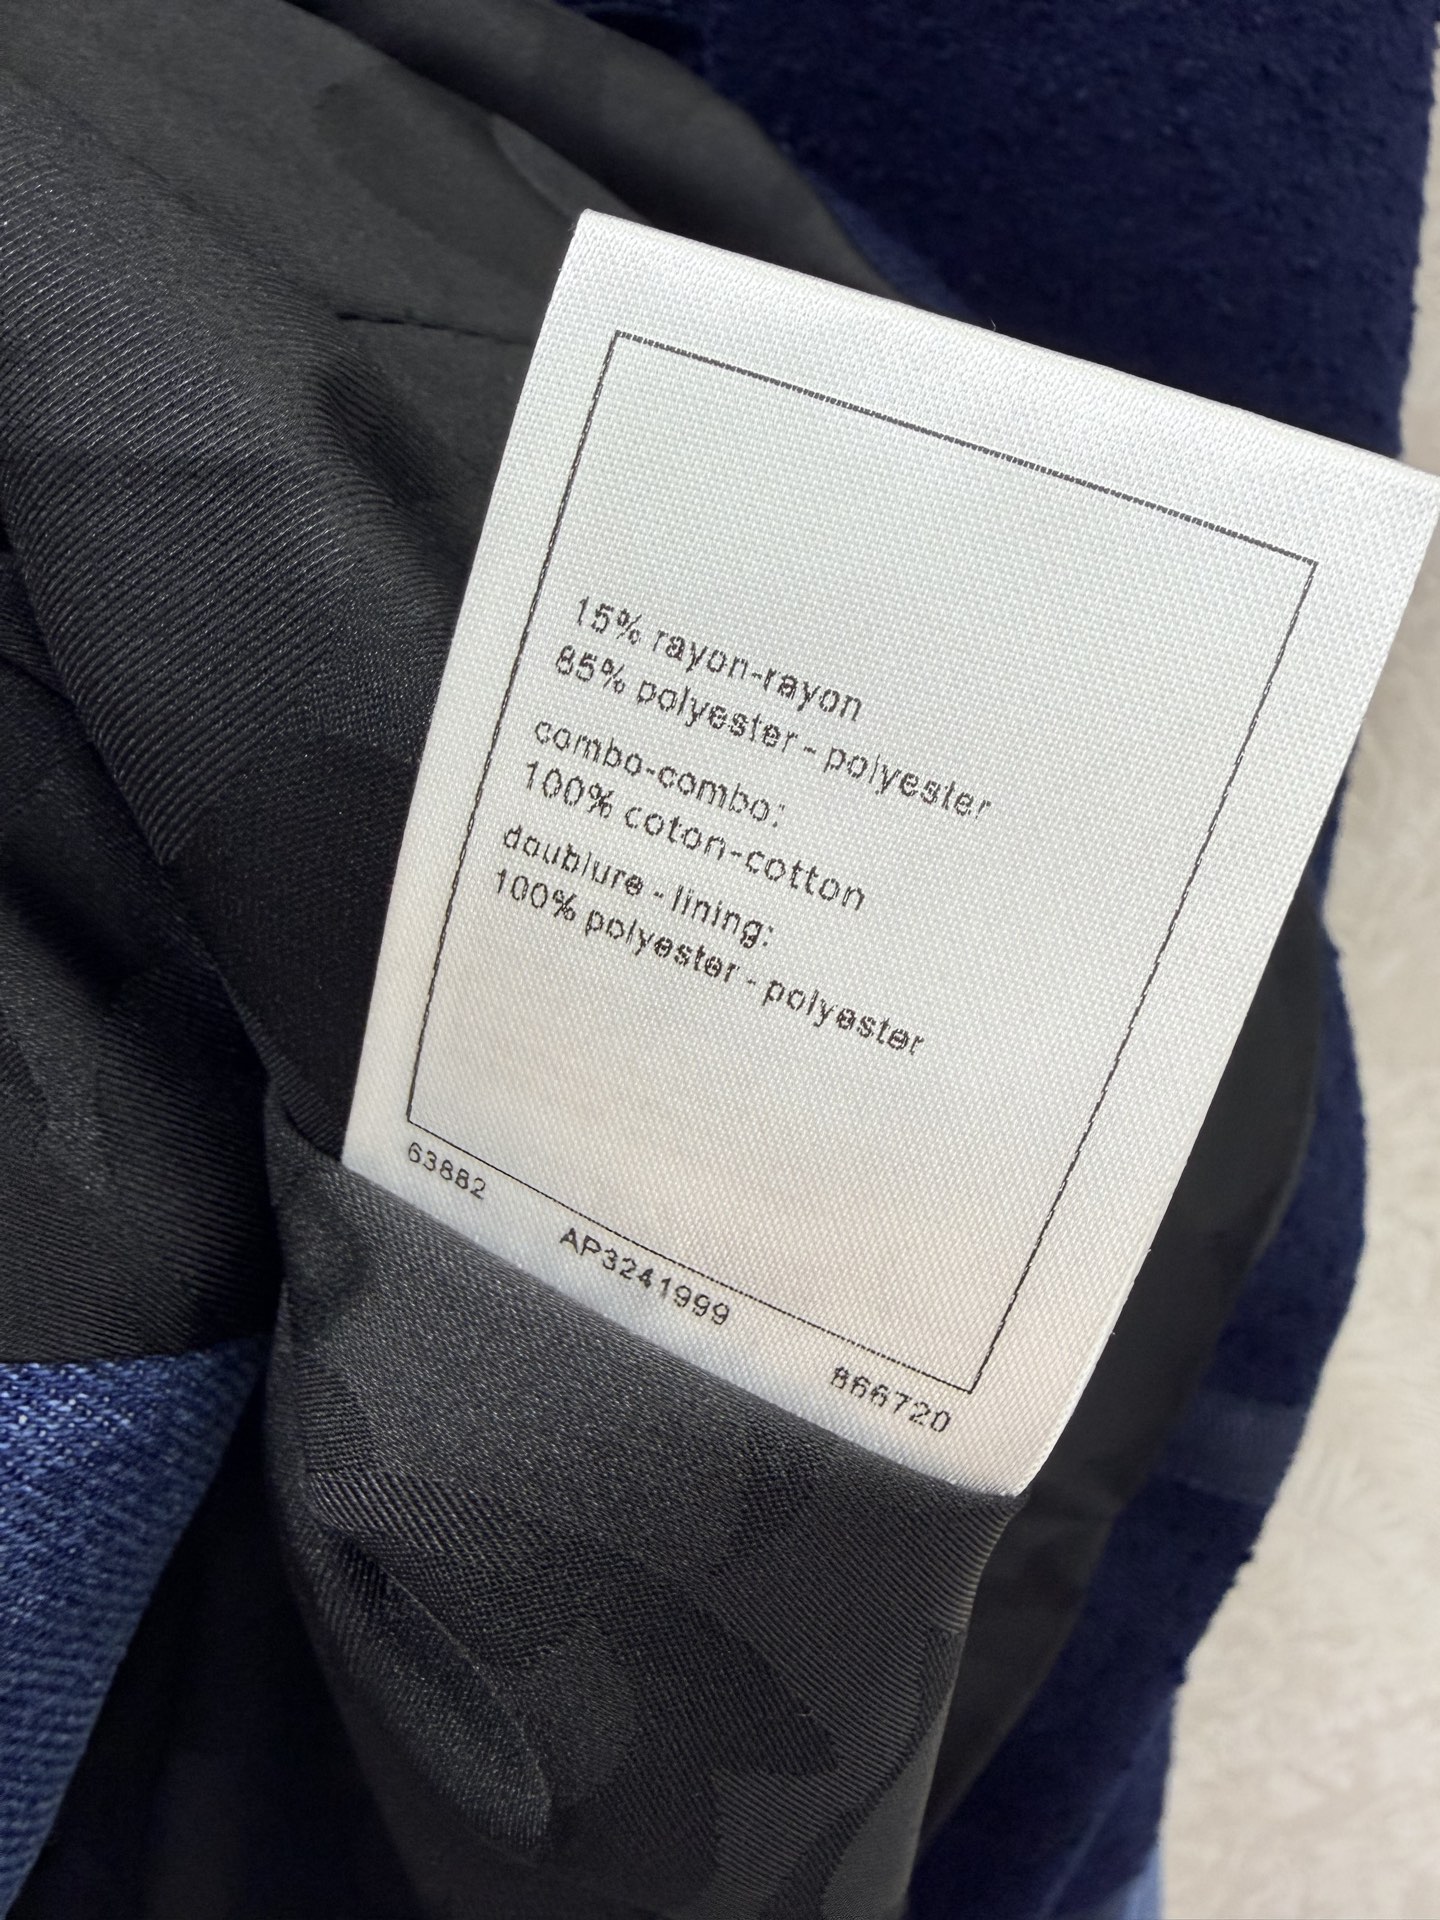 15% rayon-rayon
85% polyester - polyester
combo-combo:
100% coton-cotton
doublure - lining:
100% polyester - polyester
63882
AP3241999
866720